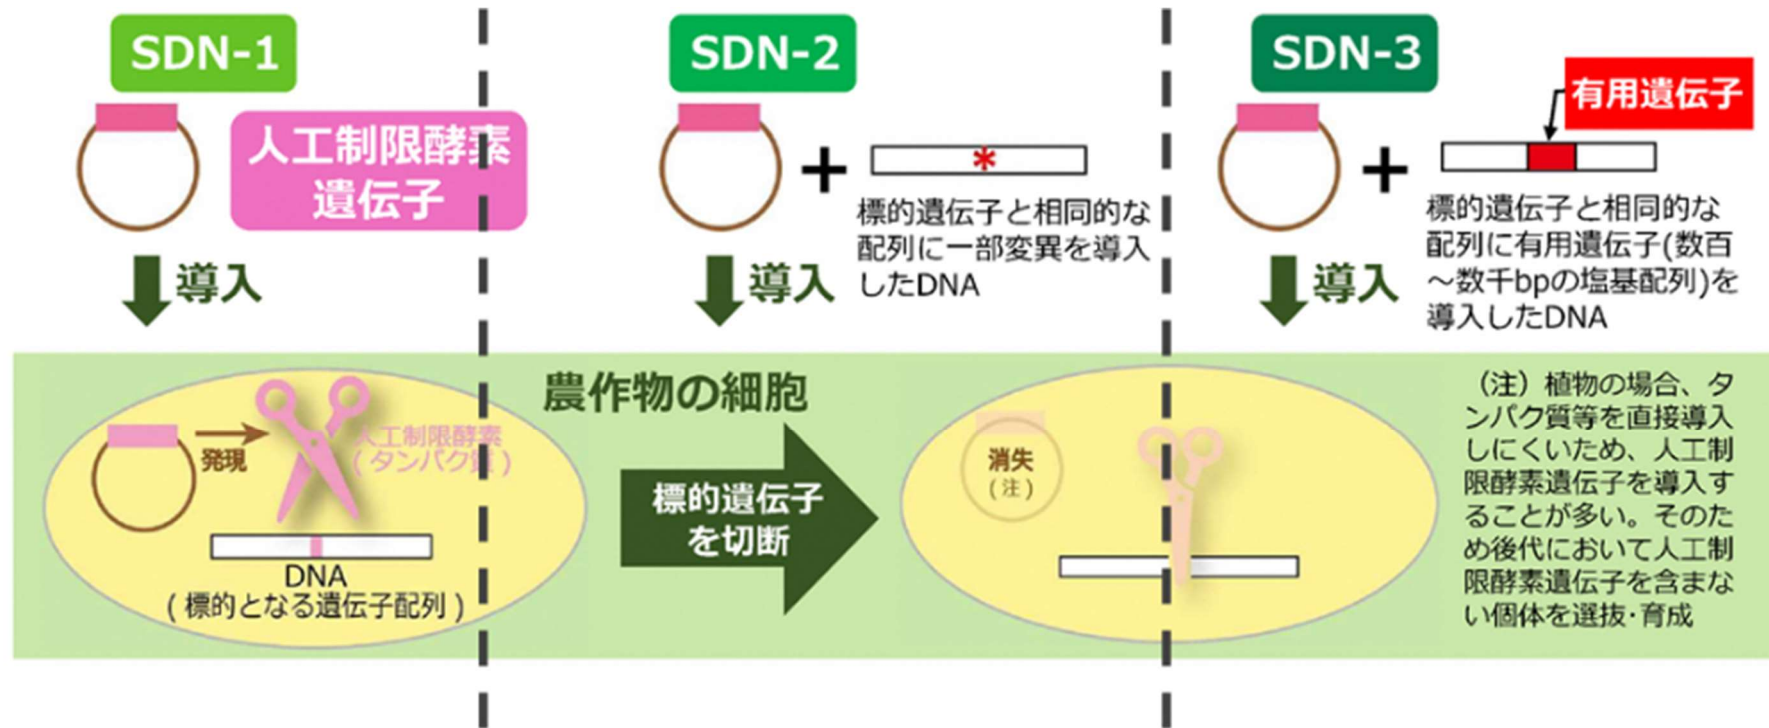 SDN-1
人工制限酵素
遺伝子
導入
SDN-2
標的遺伝子と相同的な
配列に一部変異を導入
したDNA
導入
SDN-3
有用遺伝子
標的遺伝子と相同的な
配列に有用遺伝子(数百
～数千bpの塩基配列)を
導入したDNA
導入
農作物の細胞
発現
人工制限酵素
(タンパク質)
DNA
(標的となる遺伝子配列)
標的遺伝子
を切断
消失
(注)
（注）植物の場合、タ
ンパク質等を直接導入
しにくいため、人工制
限酵素遺伝子を導入す
ることが多い。そのた
め後代において人工制
限酵素遺伝子を含まな
い個体を選抜・育成